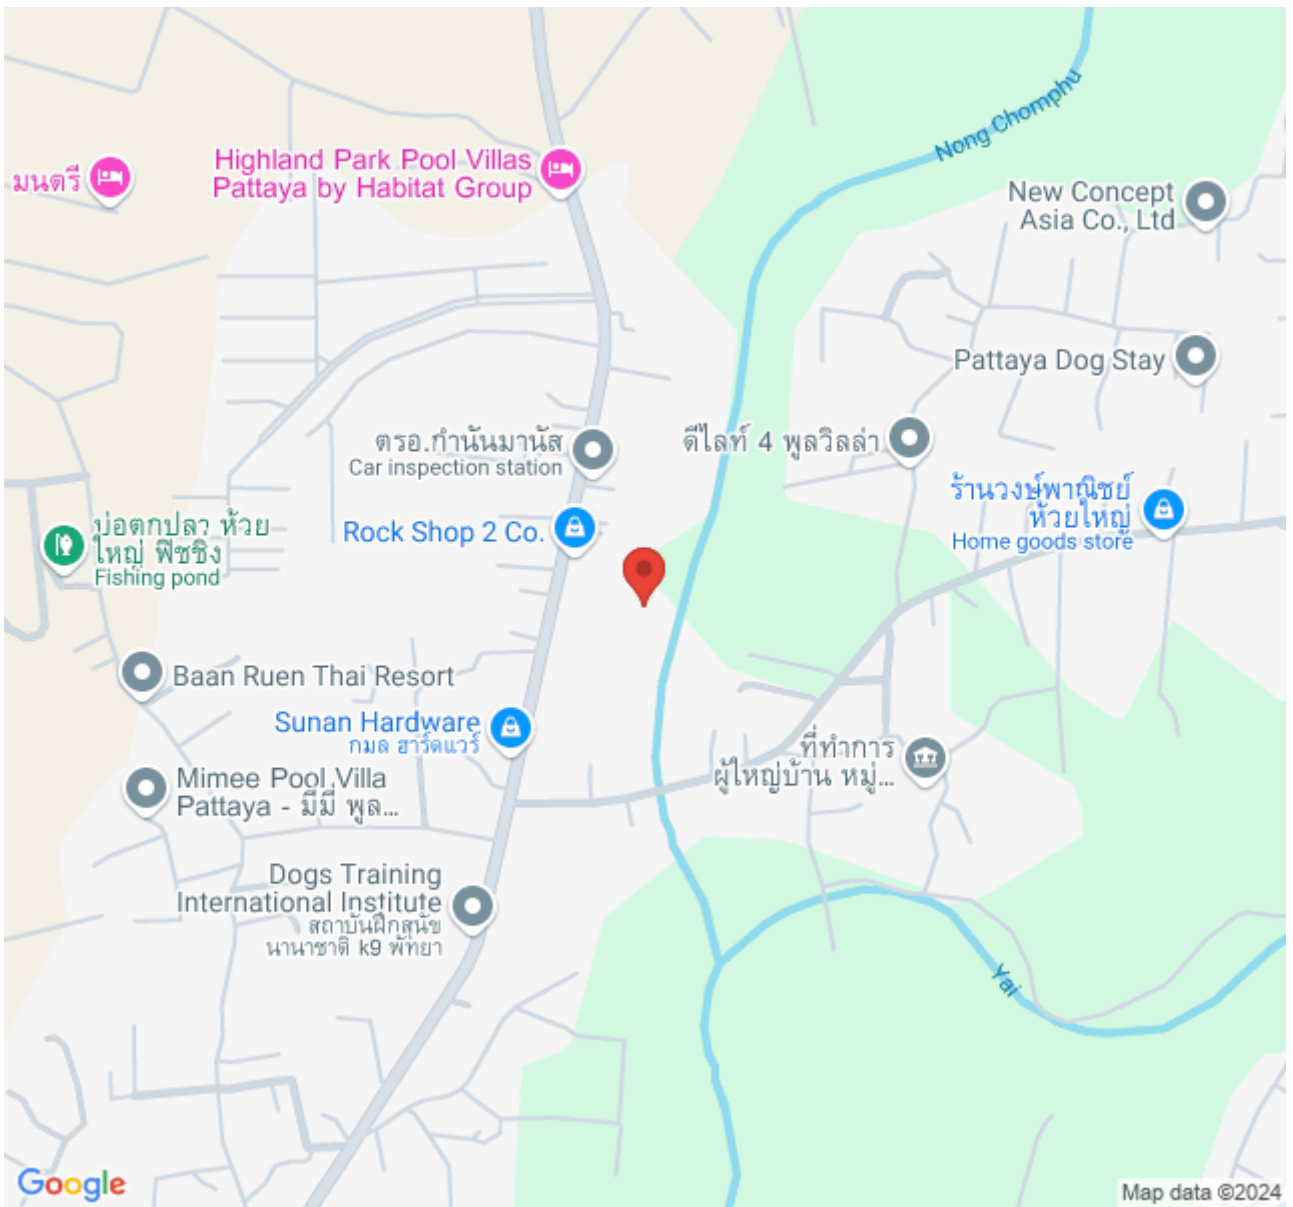 Nong Chomphu
Highland Park Pool Villas
Pattaya by Habitat Group
มนตรี
New Concept
Asia Co., Ltd
Pattaya Dog Stay
ตรอ.กำนันมานัส
Car inspection station
ดีไลท์ 4 พูลวิลล่า
ร้านวงษ์พาณิชย์
ห้วยใหญ่
Home goods store
Rock Shop 2 Co.
บ่อตกปลา ห้วย
ใหญ่ ฟิชชิง
Fishing pond
Baan Ruen Thai Resort
Sunan Hardware
กมล ฮาร์ดแวร์
ที่ทำการ
ผู้ใหญ่บ้าน หมู่...
Mimee Pool Villa
Pattaya - มีมี่ พูล...
Dogs Training
International Institute
สถาบันฝึกสุนัข
นานาชาติ k9 พัทยา
Yai
Google
Map data ©2024